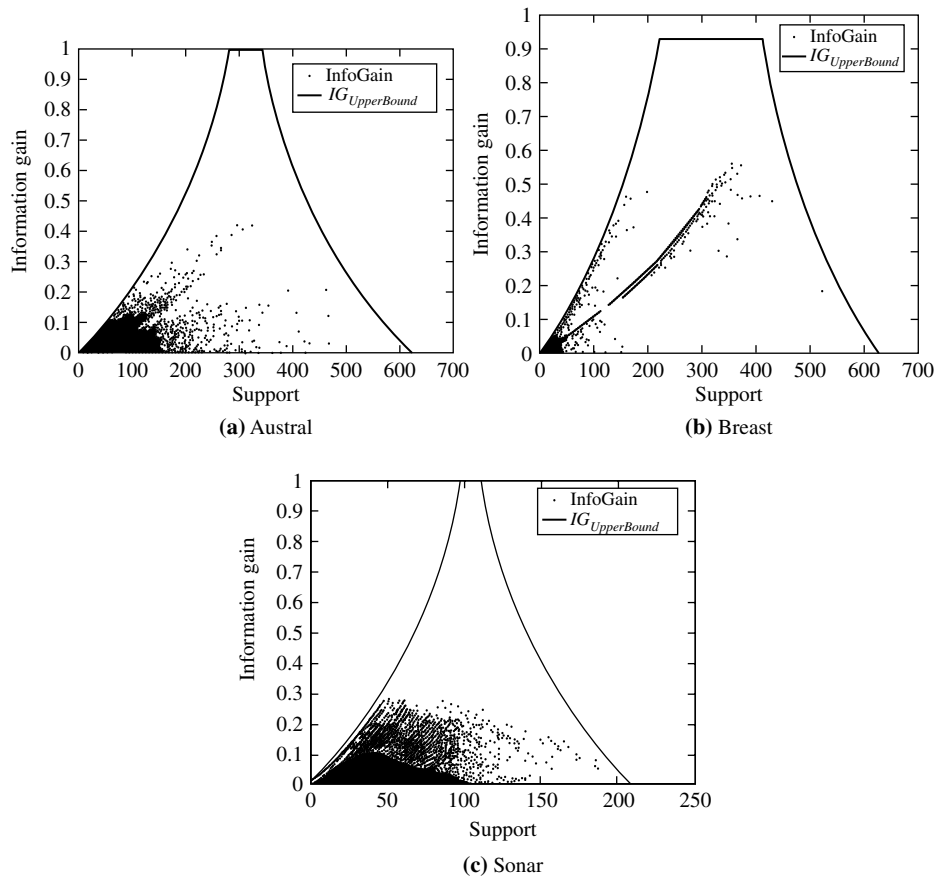 1
0.9
0.8
0.7
0.6
0.5
0.4
0.3
0.2
0.1
0
Information gain
InfoGain
IG_UpperBound
0 100 200 300 400 500 600 700
Support
(a) Austral
1
0.9
0.8
0.7
0.6
0.5
0.4
0.3
0.2
0.1
0
Information gain
InfoGain
IG_UpperBound
0 100 200 300 400 500 600 700
Support
(b) Breast
1
0.9
0.8
0.7
0.6
0.5
0.4
0.3
0.2
0.1
0
Information gain
InfoGain
IG_UpperBound
0 50 100 150 200 250
Support
(c) Sonar